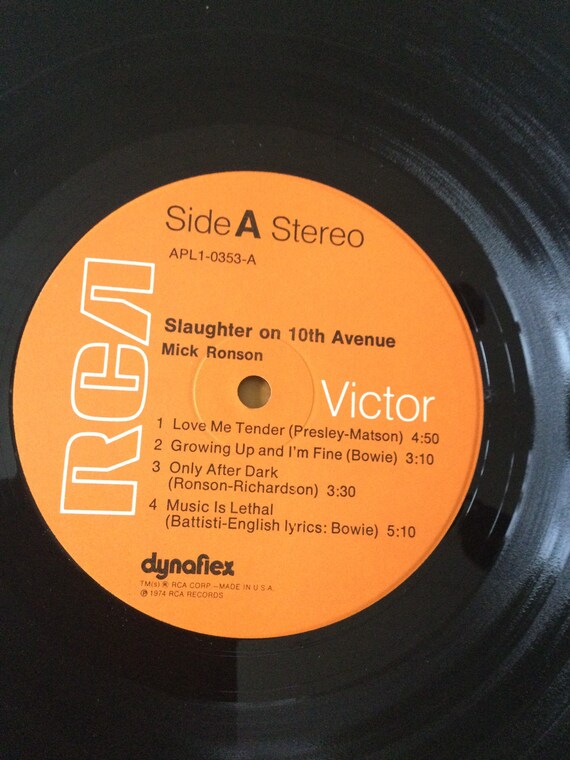 Side A Stereo
APL1-0353-A
RCA
Slaughter on 10th Avenue
Mick Ronson
Victor
1 Love Me Tender (Presley-Matson) 4:50
2 Growing Up and I'm Fine (Bowie) 3:10
3 Only After Dark
(Ronson-Richardson) 3:30
4 Music Is Lethal
(Battisti-English lyrics: Bowie) 5:10
dynaflex
TM(s) ® RCA CORP.–MADE IN U.S.A.
℗ 1974 RCA RECORDS